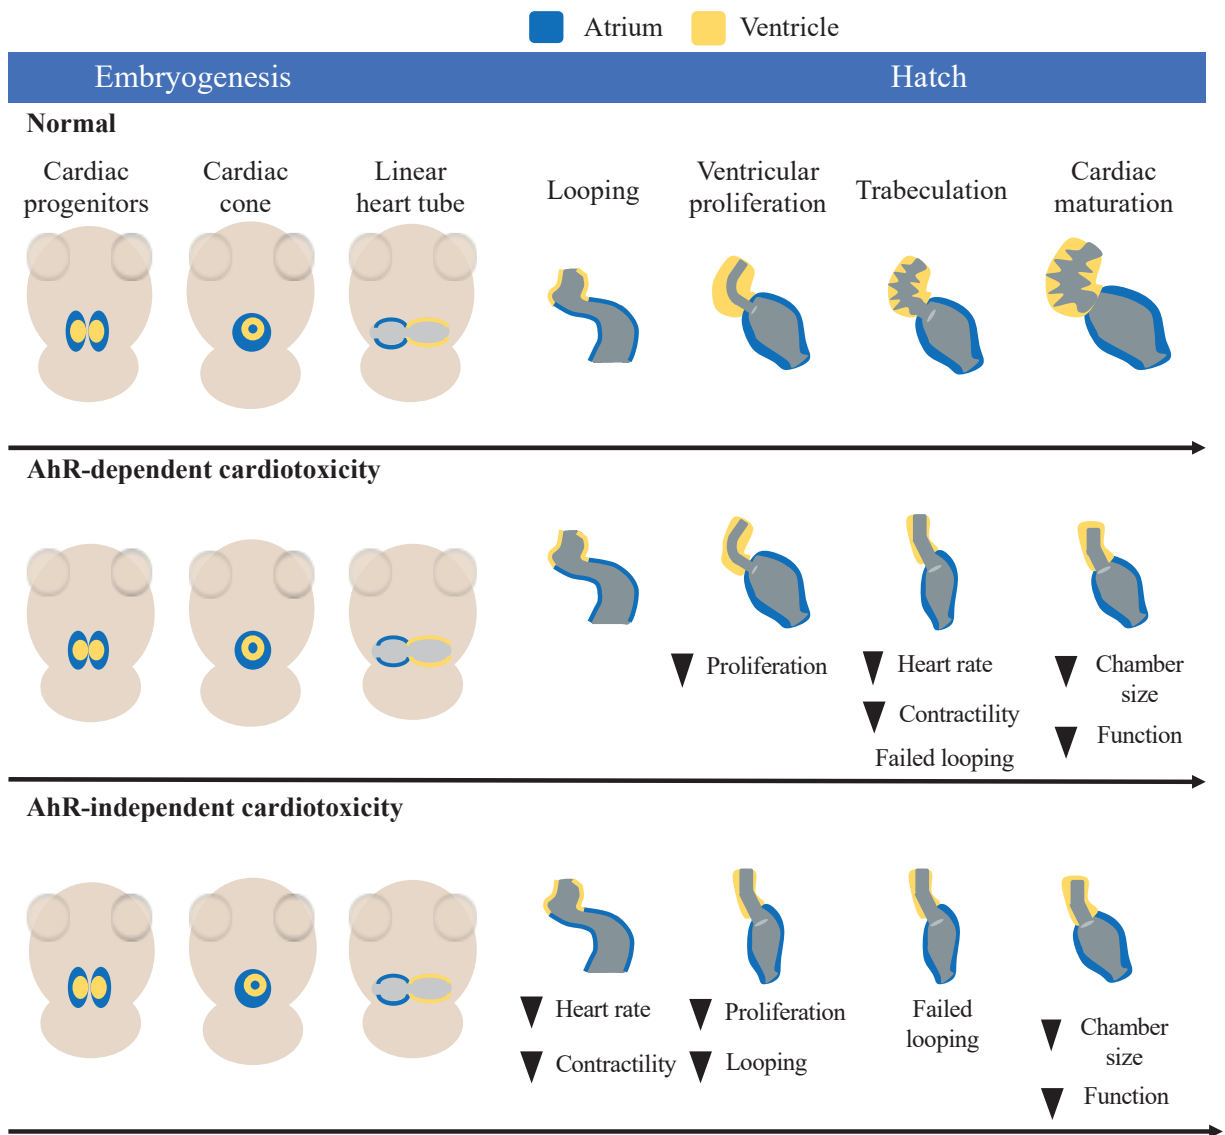 Atrium
Ventricle
Embryogenesis
Hatch
Normal
Cardiac
progenitors
Cardiac
cone
Linear
heart tube
Looping
Ventricular
proliferation
Trabeculation
Cardiac
maturation
AhR-dependent cardiotoxicity
Proliferation
Heart rate
Contractility
Failed looping
Chamber
size
Function
AhR-independent cardiotoxicity
Heart rate
Contractility
Proliferation
Looping
Failed
looping
Chamber
size
Function